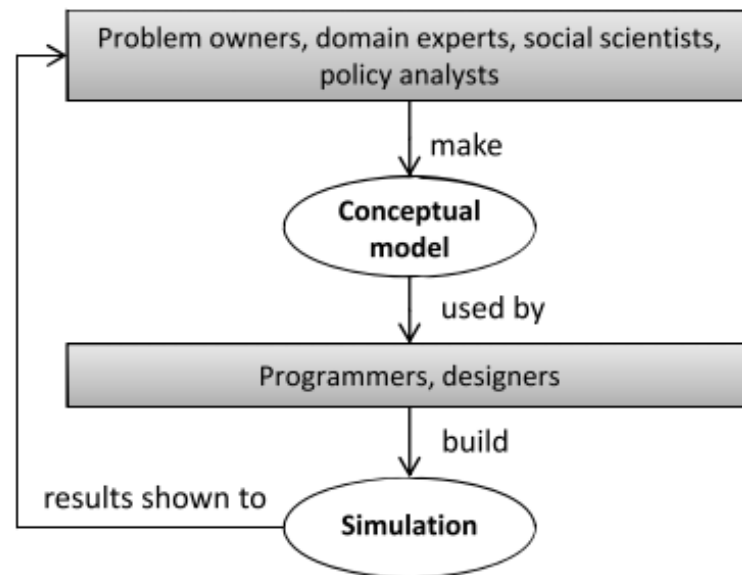 Problem owners, domain experts, social scientists,
policy analysts
make
Conceptual
model
used by
Programmers, designers
build
results shown to
Simulation